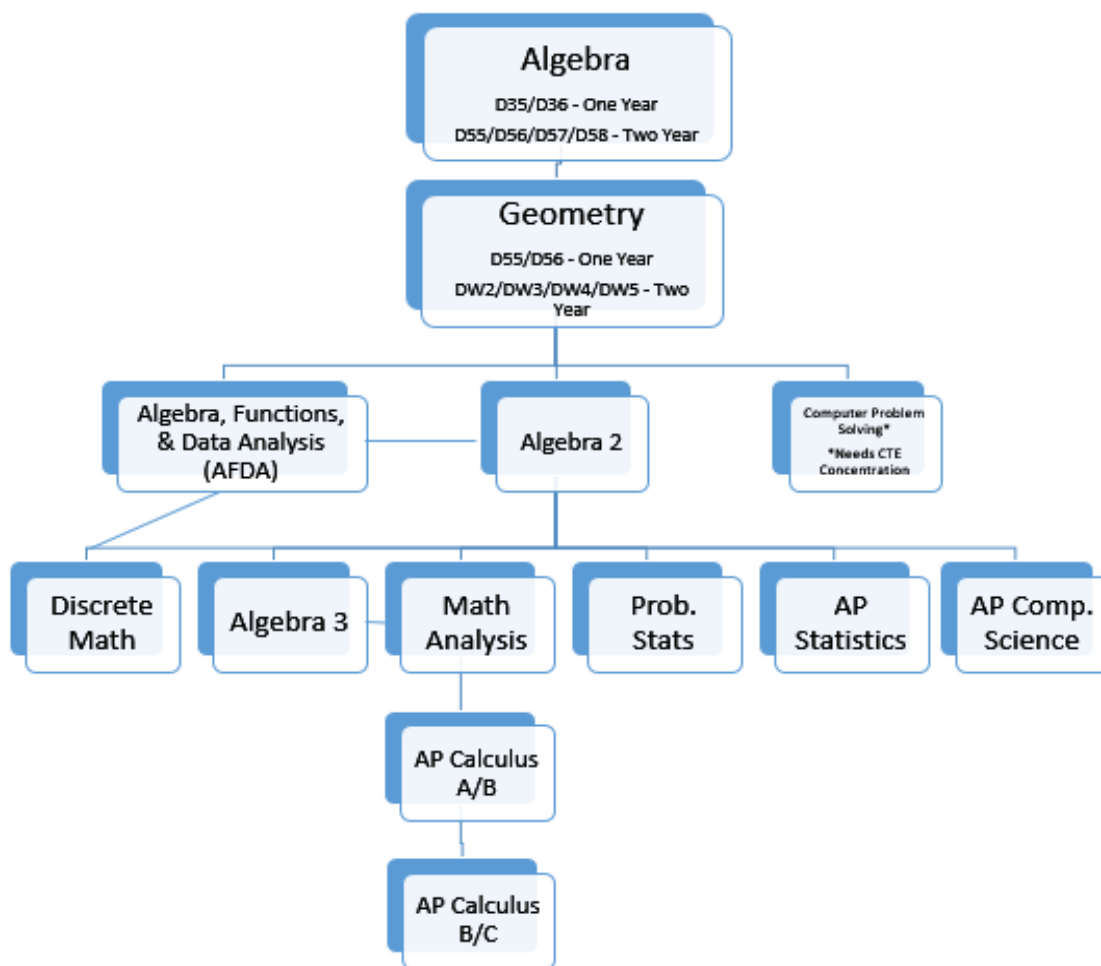 Algebra
D35/D36 - One Year
D55/D56/D57/D58 - Two Year
Geometry
D55/D56 - One Year
DW2/DW3/DW4/DW5 - Two
Year
Algebra, Functions,
& Data Analysis
(AFDA)
Algebra 2
Computer Problem
Solving*
*Needs CTE
Concentration
Discrete
Math
Algebra 3
Math
Analysis
Prob.
Stats
AP
Statistics
AP Comp.
Science
AP Calculus
A/B
AP Calculus
B/C